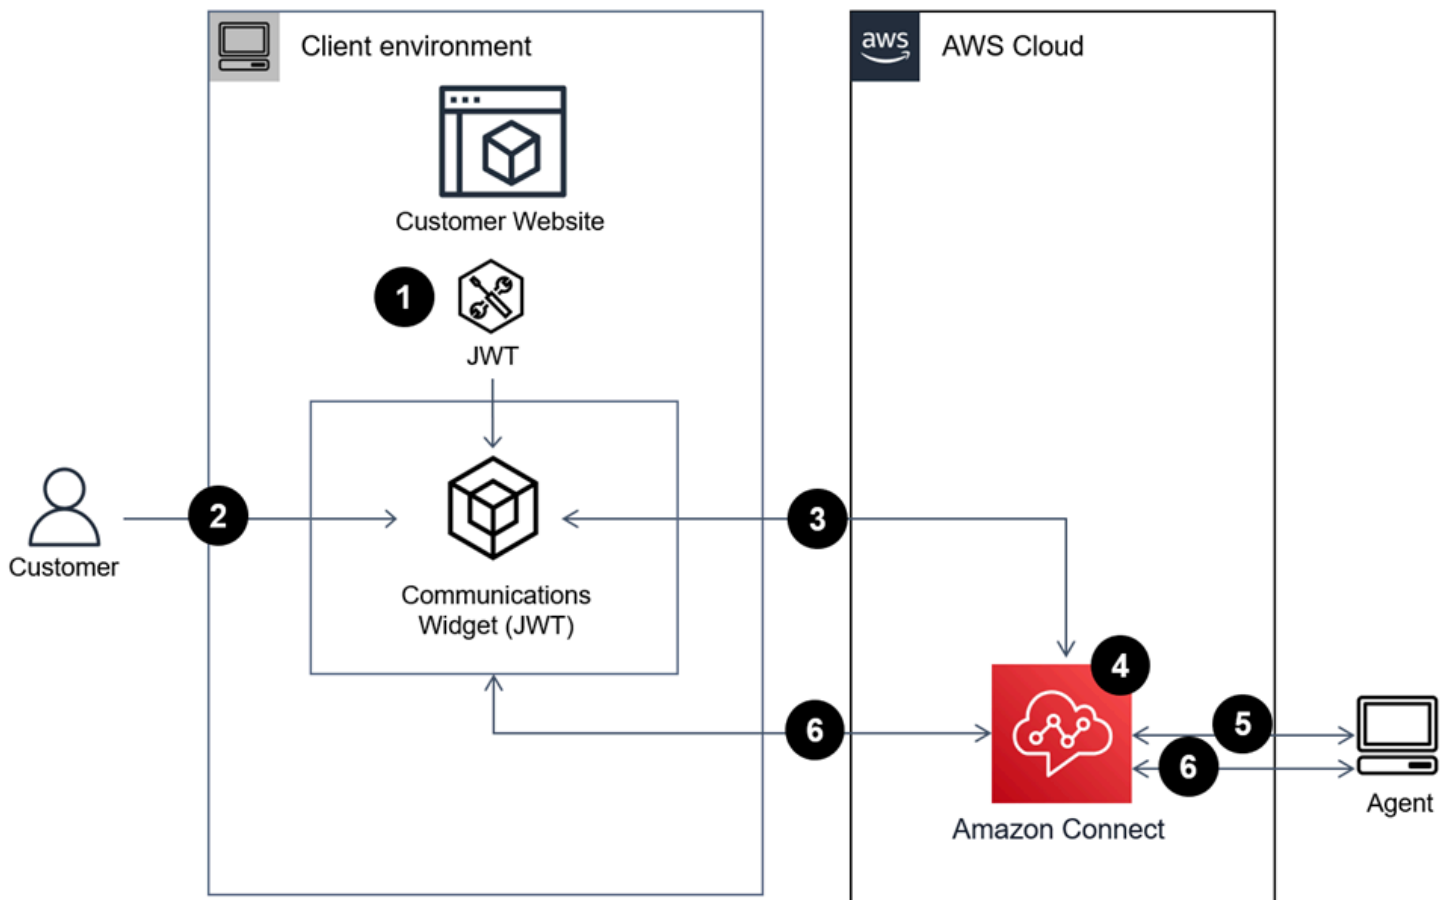 Client environment
aws
AWS Cloud
Customer Website
1
JWT
2
3
Customer
Communications
Widget (JWT)
4
6
5
6
Agent
Amazon Connect